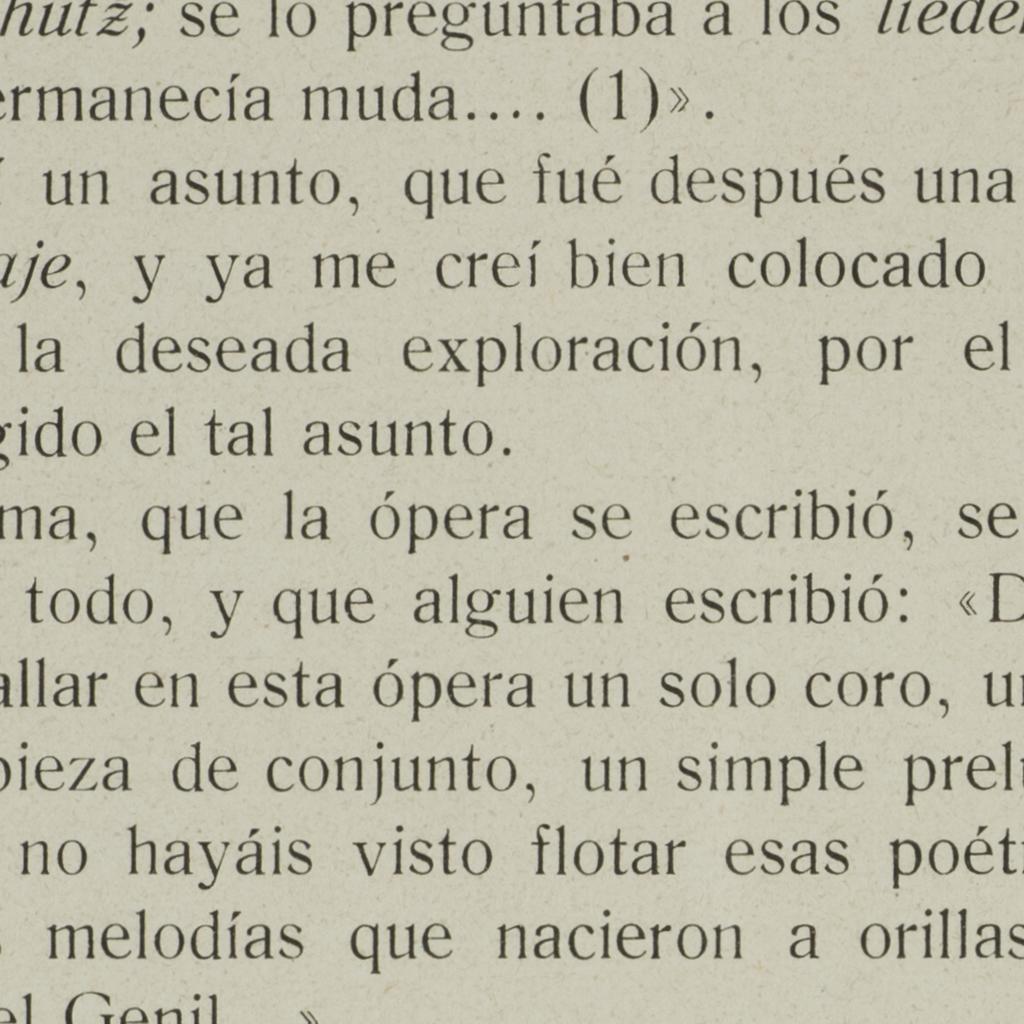 hutz; se lo preguntaba a los lieder
ermanecía muda.... (1)».
í un asunto, que fué después una
aje, y ya me creí bien colocado
la deseada exploración, por el
gido el tal asunto.
ma, que la ópera se escribió, se
todo, y que alguien escribió: «D
allar en esta ópera un solo coro, un
pieza de conjunto, un simple prelu
no hayáis visto flotar esas poéti
s melodías que nacieron a orillas
el Genil....»